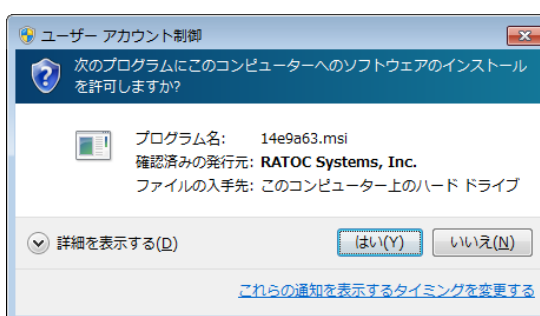 ユーザー アカウント制御
次のプログラムにこのコンピューターへのソフトウェアのインストール
を許可しますか?
プログラム名: 14e9a63.msi
確認済みの発行元: RATOC Systems, Inc.
ファイルの入手先: このコンピューター上のハード ドライブ
詳細を表示する(D) はい(Y) いいえ(N)
これらの通知を表示するタイミングを変更する